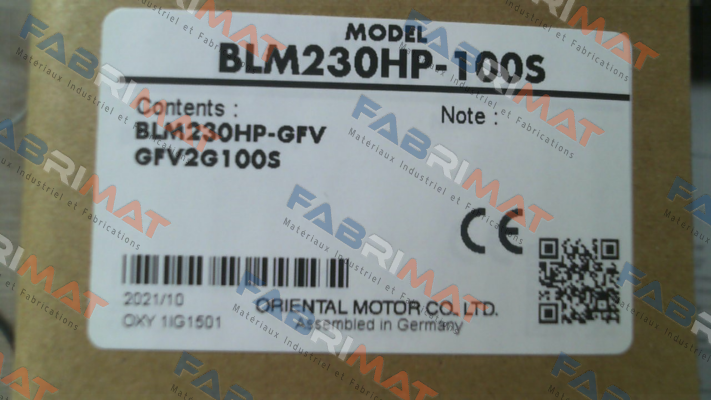 MODEL
BLM230HP-100S
Contents :
Note :
BLM230HP-GFV
GFV2G100S
CE
2021/10
ORIENTAL MOTOR CO., LTD.
OXY 1IG1501
Assembled in Germany
FABRIMAT
Materiaux Industriel et Fabrications